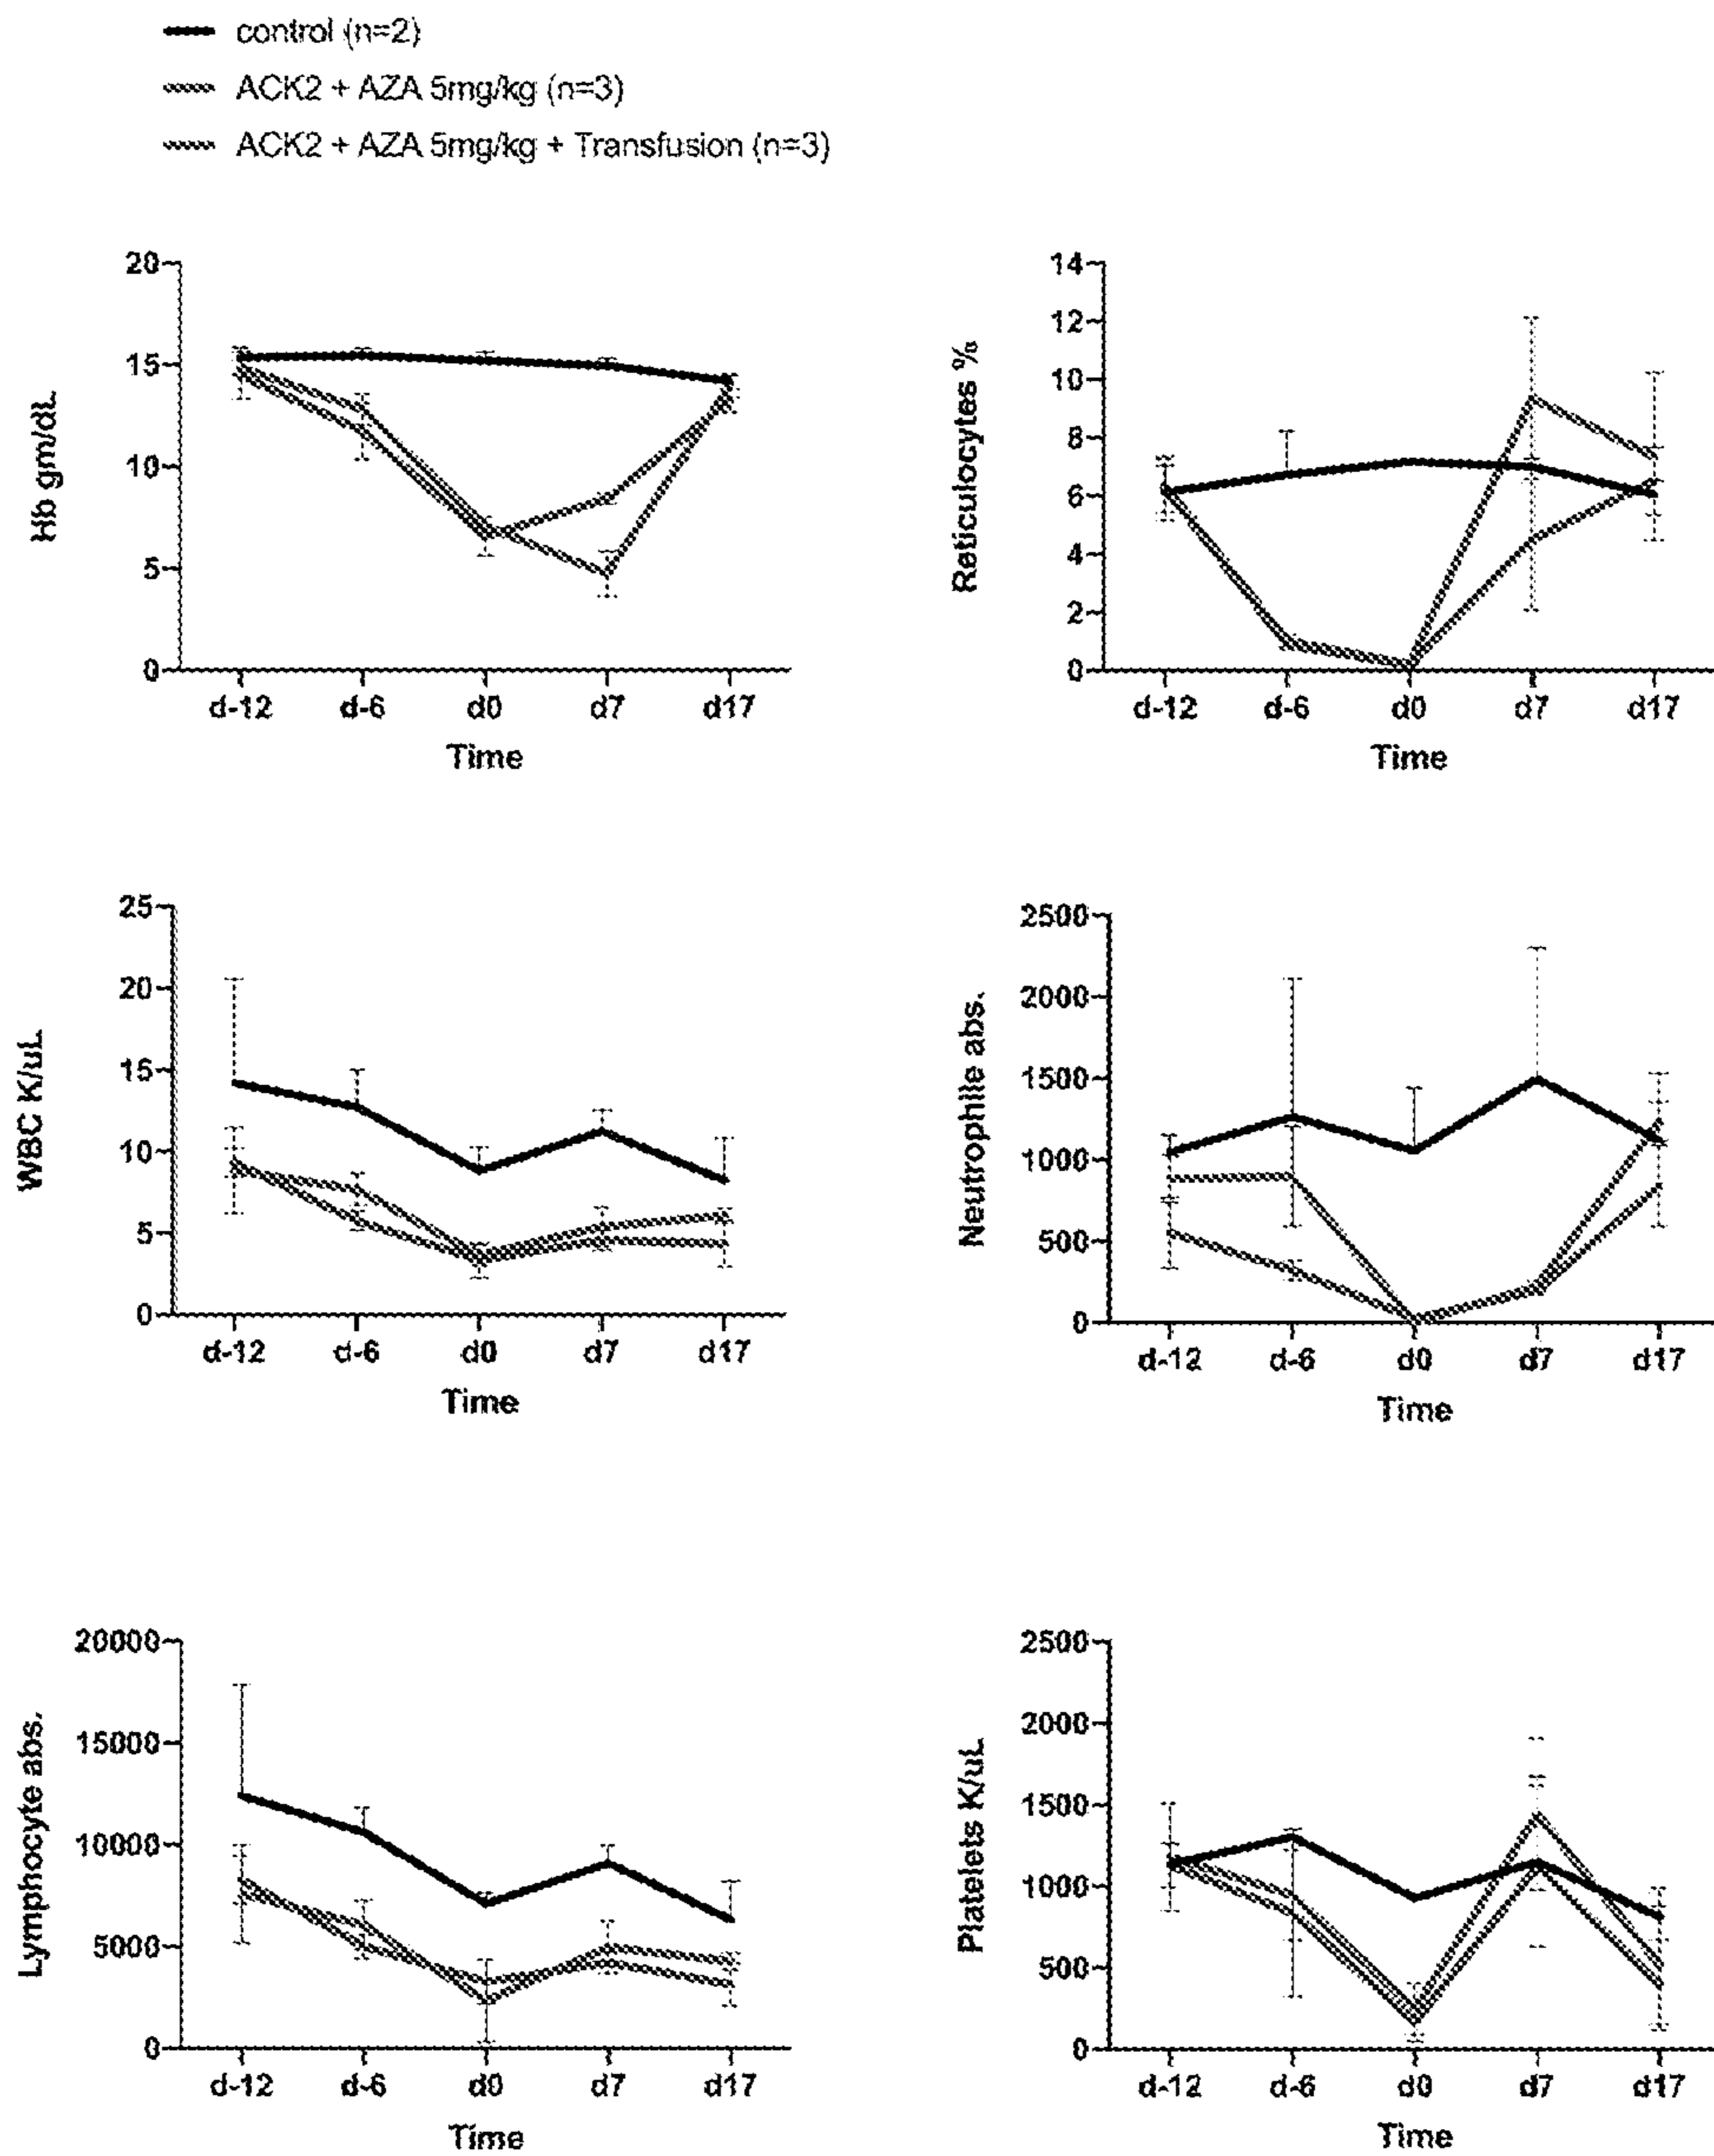 control (n=2)
ACK2 + AZA 5mg/kg (n=3)
ACK2 + AZA 5mg/kg + Transfusion (n=3)
Hb gm/dL
20
15
10
5
0
d-12 d-6 d0 d7 d17
Time
Reticulocytes %
14
12
10
8
6
4
2
0
d-12 d-6 d0 d7 d17
Time
WBC K/uL
25
20
15
10
5
0
d-12 d-6 d0 d7 d17
Time
Neutrophile abs.
2500
2000
1500
1000
500
0
d-12 d-6 d0 d7 d17
Time
Lymphocyte abs.
20000
15000
10000
5000
0
d-12 d-6 d0 d7 d17
Time
Platelets K/uL
2500
2000
1500
1000
500
0
d-12 d-6 d0 d7 d17
Time